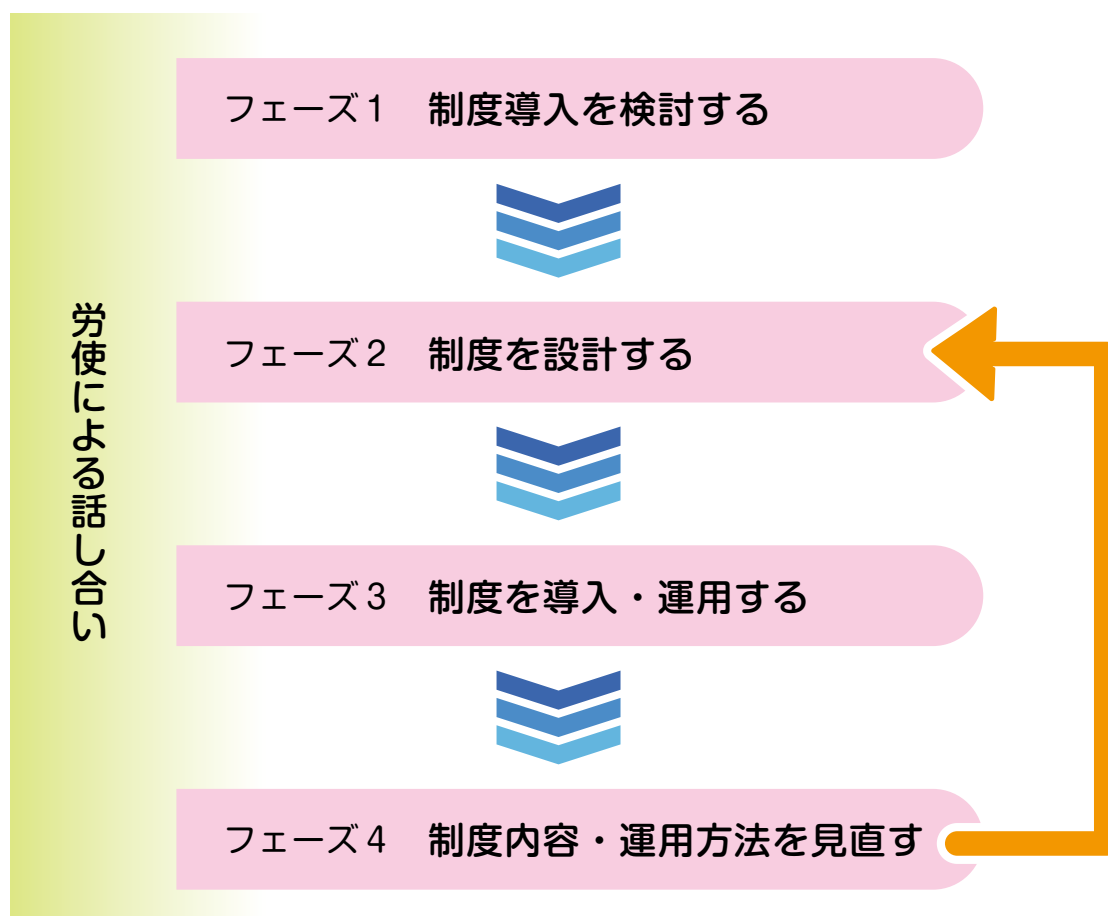 労使による話し合い
フェーズ1　制度導入を検討する
フェーズ2　制度を設計する
フェーズ3　制度を導入・運用する
フェーズ4　制度内容・運用方法を見直す